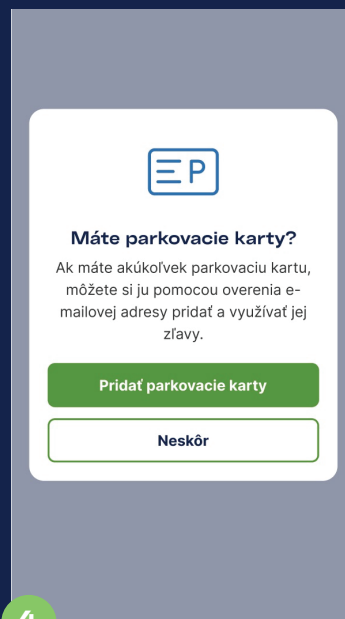 P
Máte parkovacie karty?
Ak máte akúkoľvek parkovaciu kartu,
môžete si ju pomocou overenia e-
mailovej adresy pridať a využívať jej
zľavy.
Pridať parkovacie karty
Neskôr